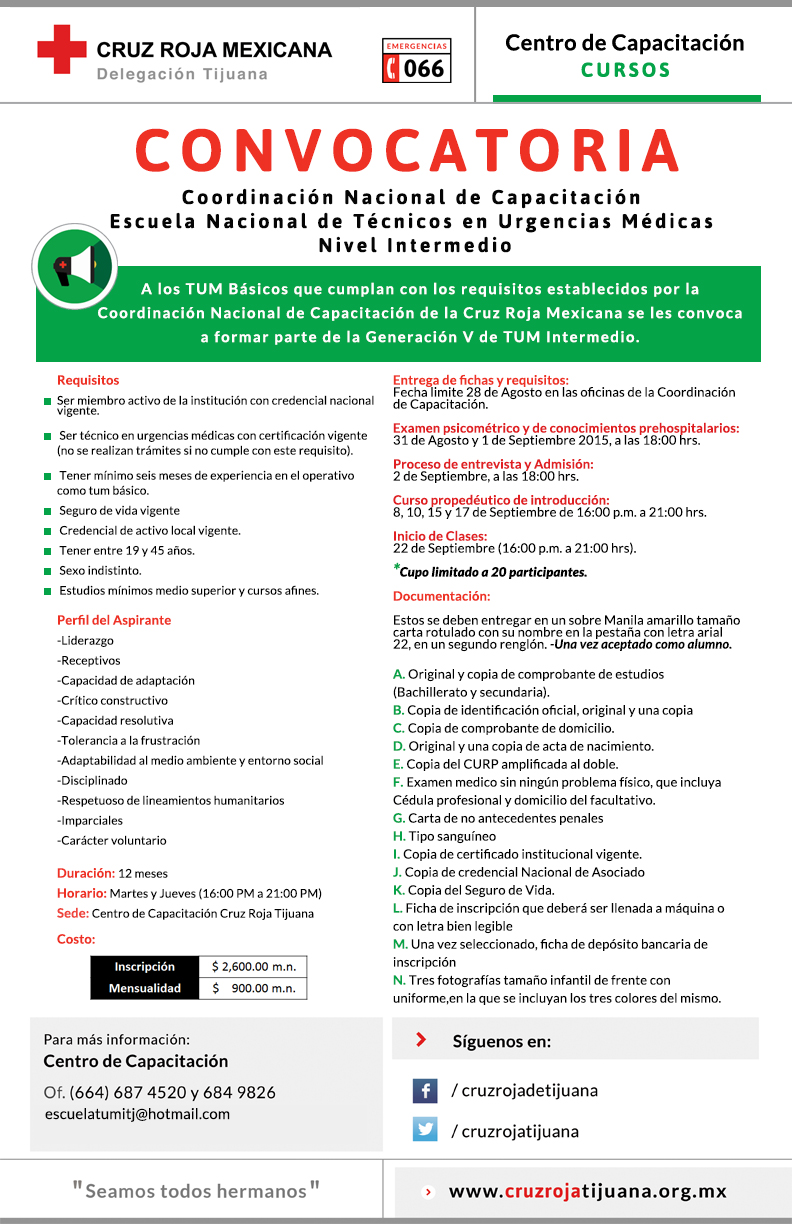 CRUZ ROJA MEXICANA
Delegación Tijuana
EMERGENCIAS
066
Centro de Capacitación
CURSOS
CONVOCATORIA
Coordinación Nacional de Capacitación
Escuela Nacional de Técnicos en Urgencias Médicas
Nivel Intermedio
A los TUM Básicos que cumplan con los requisitos establecidos por la
Coordinación Nacional de Capacitación de la Cruz Roja Mexicana se les convoca
a formar parte de la Generación V de TUM Intermedio.
Requisitos
Ser miembro activo de la institución con credencial nacional
vigente.
Ser técnico en urgencias médicas con certificación vigente
(no se realizan trámites si no cumple con este requisito).
Tener mínimo seis meses de experiencia en el operativo
como tum básico.
Seguro de vida vigente
Credencial de activo local vigente.
Tener entre 19 y 45 años.
Sexo indistinto.
Estudios mínimos medio superior y cursos afines.
Perfil del Aspirante
-Liderazgo
-Receptivos
-Capacidad de adaptación
-Crítico constructivo
-Capacidad resolutiva
-Tolerancia a la frustración
-Adaptabilidad al medio ambiente y entorno social
-Disciplinado
-Respetuoso de lineamientos humanitarios
-Imparciales
-Carácter voluntario
Duración: 12 meses
Horario: Martes y Jueves (16:00 PM a 21:00 PM)
Sede: Centro de Capacitación Cruz Roja Tijuana
Costo:
Inscripción $ 2,600.00 m.n.
Mensualidad $ 900.00 m.n.
Entrega de fichas y requisitos:
Fecha limite 28 de Agosto en las oficinas de la Coordinación
de Capacitación.
Examen psicométrico y de conocimientos prehospitalarios:
31 de Agosto y 1 de Septiembre 2015, a las 18:00 hrs.
Proceso de entrevista y Admisión:
2 de Septiembre, a las 18:00 hrs.
Curso propedéutico de introducción:
8, 10, 15 y 17 de Septiembre de 16:00 p.m. a 21:00 hrs.
Inicio de Clases:
22 de Septiembre (16:00 p.m. a 21:00 hrs).
*Cupo limitado a 20 participantes.
Documentación:
Estos se deben entregar en un sobre Manila amarillo tamaño
carta rotulado con su nombre en la pestaña con letra arial
22, en un segundo renglón. -Una vez aceptado como alumno.
A. Original y copia de comprobante de estudios
(Bachillerato y secundaria).
B. Copia de identificación oficial, original y una copia
C. Copia de comprobante de domicilio.
D. Original y una copia de acta de nacimiento.
E. Copia del CURP amplificada al doble.
F. Examen medico sin ningún problema físico, que incluya
Cédula profesional y domicilio del facultativo.
G. Carta de no antecedentes penales
H. Tipo sanguíneo
I. Copia de certificado institucional vigente.
J. Copia de credencial Nacional de Asociado
K. Copia del Seguro de Vida.
L. Ficha de inscripción que deberá ser llenada a máquina o
con letra bien legible
M. Una vez seleccionado, ficha de depósito bancaria de
inscripción
N. Tres fotografías tamaño infantil de frente con
uniforme,en la que se incluyan los tres colores del mismo.
Para más información:
Centro de Capacitación
Of. (664) 687 4520 y 684 9826
escuelatumitj@hotmail.com
Síguenos en:
/ cruzrojadetijuana
/ cruzrojatijuana
"Seamos todos hermanos"
www.cruzrojatijuana.org.mx